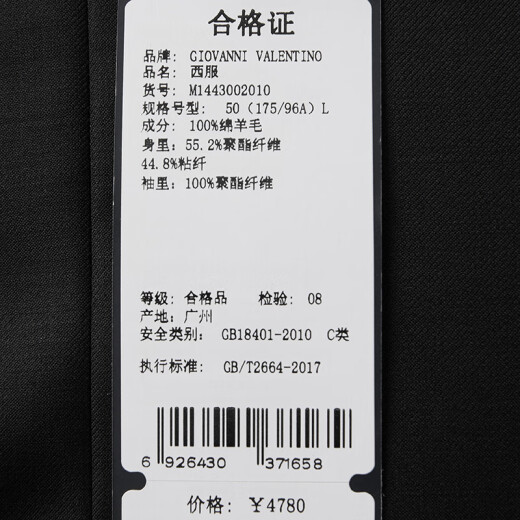 合格证
品牌: GIOVANNI VALENTINO
品名: 西服
货号: M1443002010
规格号型: 50（175/96A）L
成分: 100%绵羊毛
身里: 55.2%聚酯纤维
44.8%粘纤
袖里: 100%聚酯纤维
等级: 合格品 检验: 08
产地: 广州
安全类别: GB18401-2010 C类
执行标准: GB/T2664-2017
6 926430 371658
价格: ￥4780